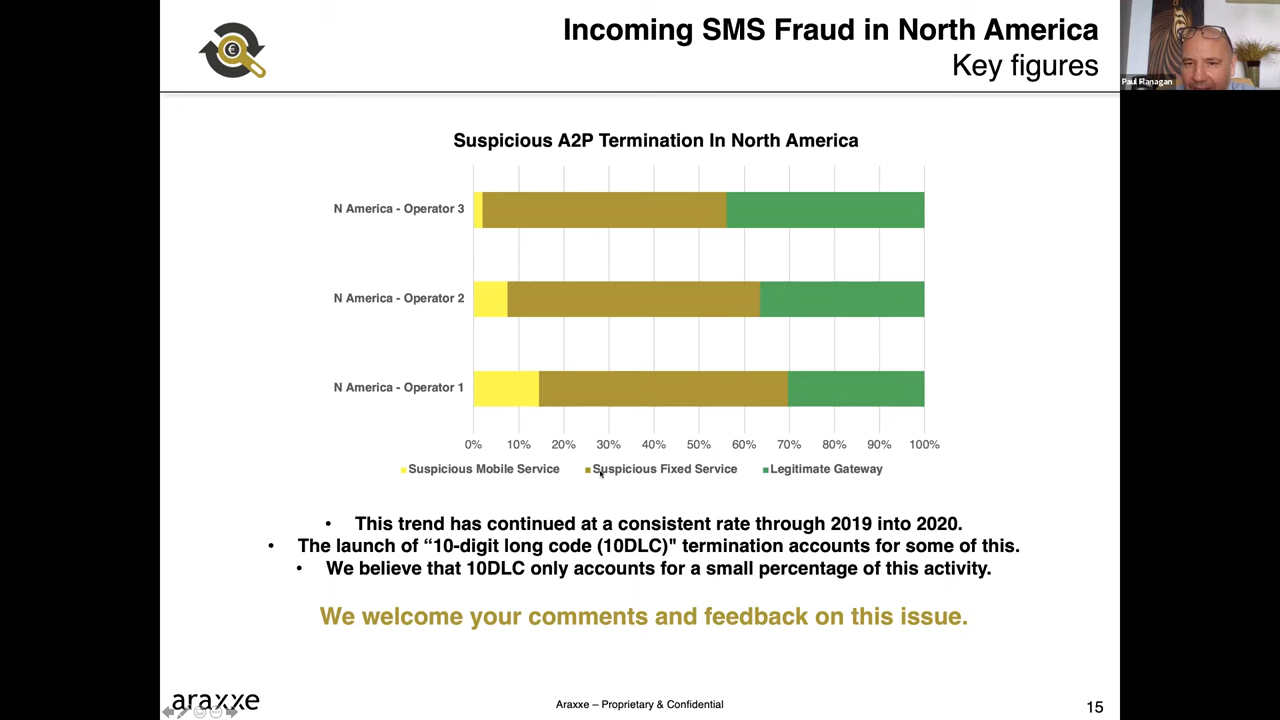 Incoming SMS Fraud in North America
Key figures
Paul Flanagan
Suspicious A2P Termination In North America
N America - Operator 3
N America - Operator 2
N America - Operator 1
0% 10% 20% 30% 40% 50% 60% 70% 80% 90% 100%
Suspicious Mobile Service Suspicious Fixed Service Legitimate Gateway
• This trend has continued at a consistent rate through 2019 into 2020.
• The launch of “10-digit long code (10DLC)" termination accounts for some of this.
• We believe that 10DLC only accounts for a small percentage of this activity.
We welcome your comments and feedback on this issue.
araxxe
Araxxe – Proprietary & Confidential
15